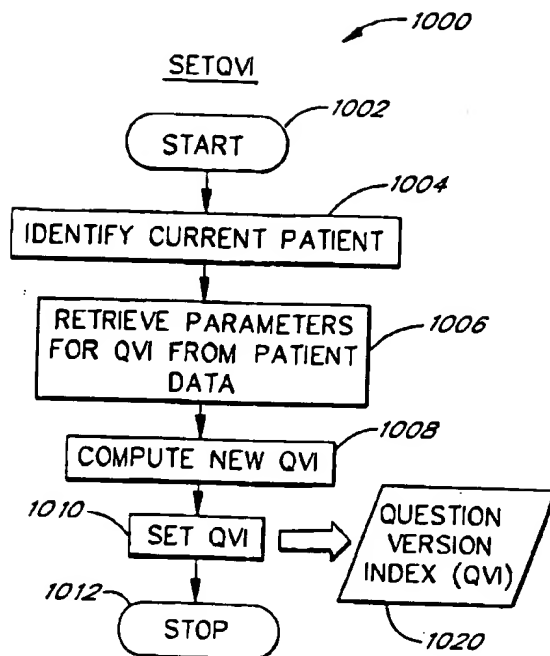 1000
SETQVI
1002
START
1004
IDENTIFY CURRENT PATIENT
1006
RETRIEVE PARAMETERS
FOR QVI FROM PATIENT
DATA
1008
COMPUTE NEW QVI
1010
SET QVI
QUESTION
VERSION
INDEX (QVI)
1012
STOP
1020